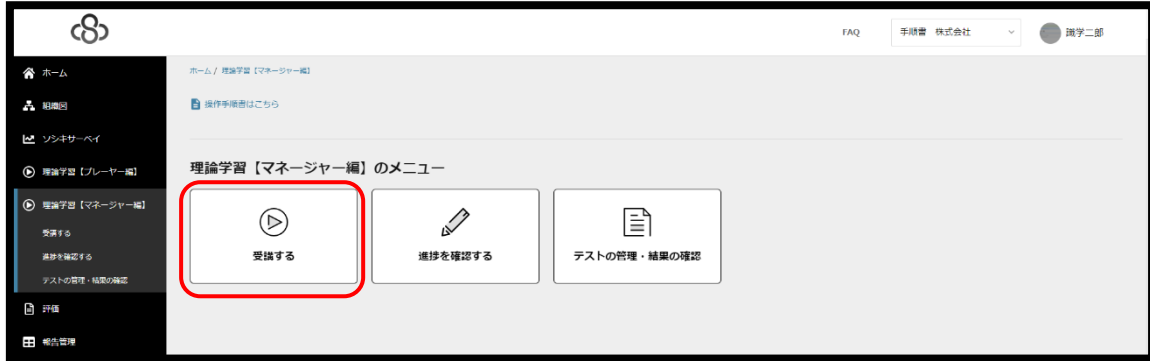 FAQ
手順書 株式会社
識学二郎
ホーム
組織図
ソシキサーベイ
理論学習【プレーヤー編】
理論学習【マネージャー編】
受講する
進捗を確認する
テストの管理・結果の確認
評価
報告管理
ホーム / 理論学習【マネージャー編】
操作手順書はこちら
理論学習【マネージャー編】のメニュー
受講する
進捗を確認する
テストの管理・結果の確認